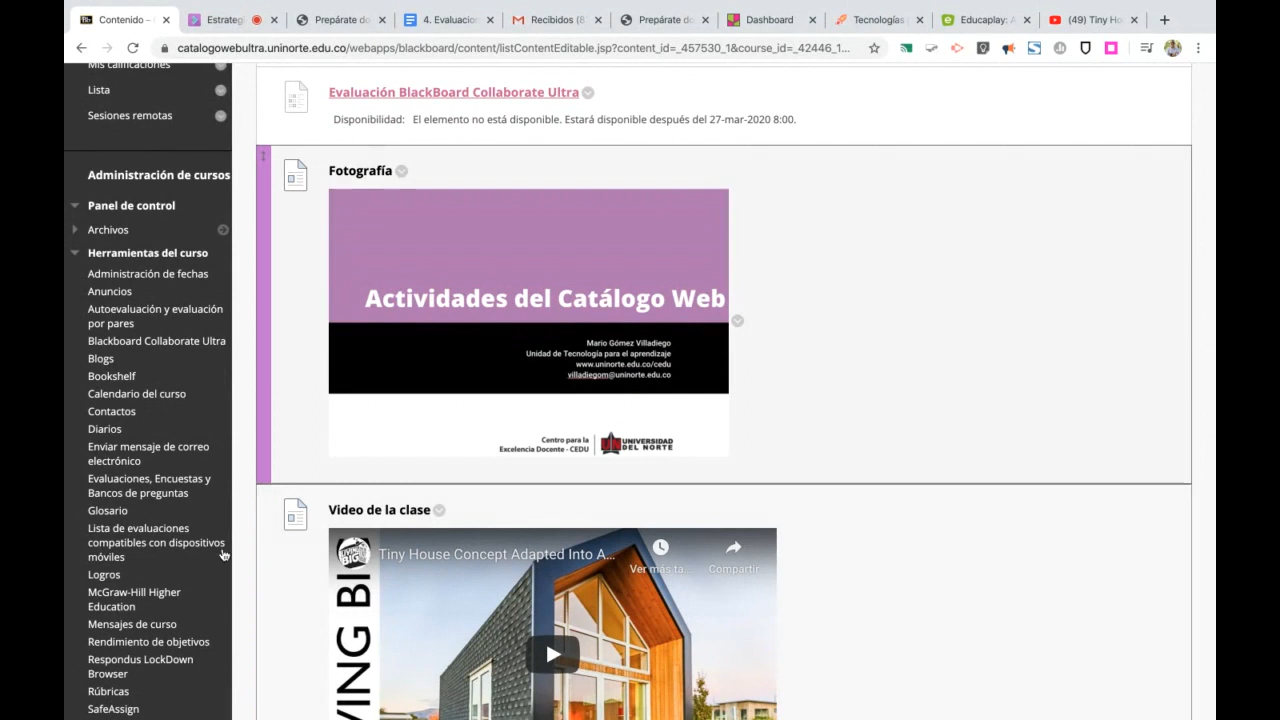 Contenido –
Estrateg
Prepárate do
4. Evaluacion
Recibidos (8
Prepárate do
Dashboard
Tecnologías
Educaplay: A
(49) Tiny Ho
catalogowebultra.uninorte.edu.co/webapps/blackboard/content/listContentEditable.jsp?content_id=_457530_1&course_id=_42446_1...
Mis calificaciones
Lista
Sesiones remotas
Administración de cursos
Panel de control
Archivos
Herramientas del curso
Administración de fechas
Anuncios
Autoevaluación y evaluación
por pares
Blackboard Collaborate Ultra
Blogs
Bookshelf
Calendario del curso
Contactos
Diarios
Enviar mensaje de correo
electrónico
Evaluaciones, Encuestas y
Bancos de preguntas
Glosario
Lista de evaluaciones
compatibles con dispositivos
móviles
Logros
McGraw-Hill Higher
Education
Mensajes de curso
Rendimiento de objetivos
Respondus LockDown
Browser
Rúbricas
SafeAssign
Evaluación BlackBoard Collaborate Ultra
Disponibilidad: El elemento no está disponible. Estará disponible después del 27-mar-2020 8:00.
Fotografía
Actividades del Catálogo Web
Mario Gómez Villadiego
Unidad de Tecnología para el aprendizaje
www.uninorte.edu.co/cedu
villadiegom@uninorte.edu.co
Centro para la
Excelencia Docente - CEDU
UNIVERSIDAD
DEL NORTE
Video de la clase
Tiny House Concept Adapted Into A...
Ver más ta...
Compartir
VING BI